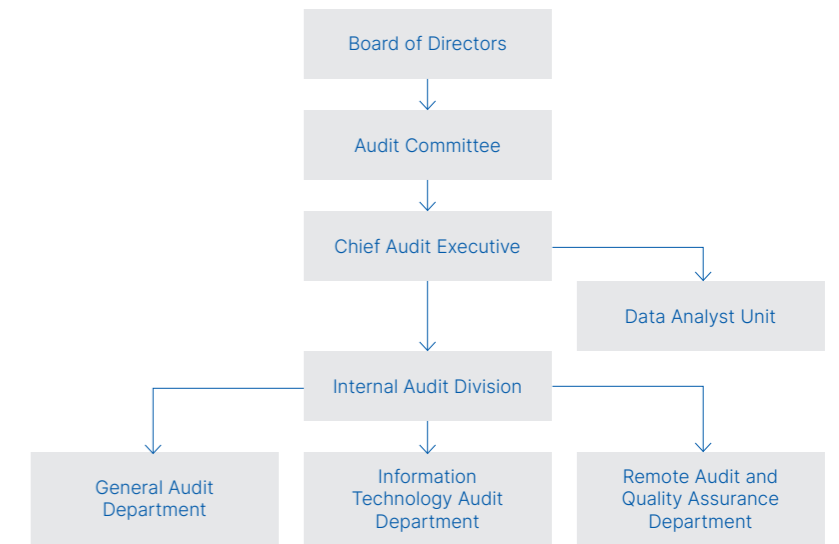 Board of Directors
Audit Committee
Chief Audit Executive
Data Analyst Unit
Internal Audit Division
General Audit
Department
Information
Technology Audit
Department
Remote Audit and
Quality Assurance
Department